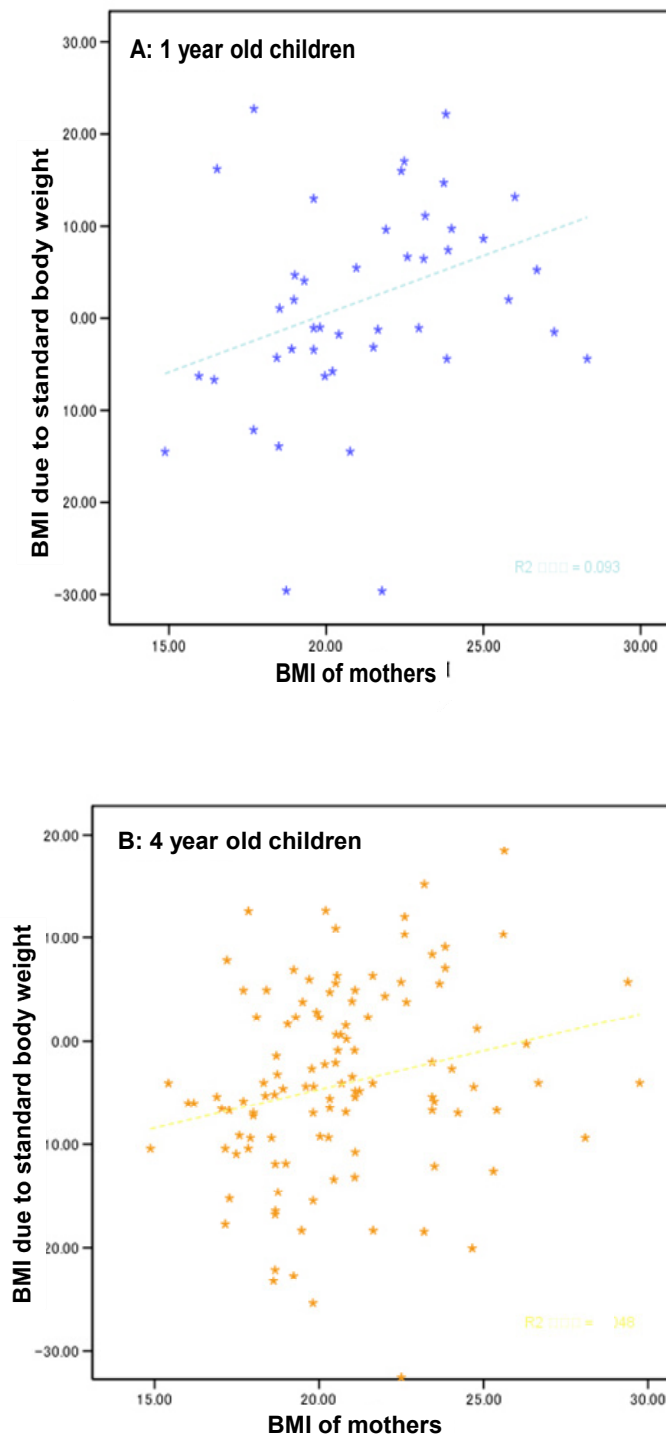 A: 1 year old children
30.00
20.00
10.00
0.00
10.00
20.00
−30.00
BMI due to standard body weight
R2 □□□ = 0.093
15.00 20.00 25.00 30.00
BMI of mothers
B: 4 year old children
20.00
10.00
0.00
10.00
20.00
−30.00
BMI due to standard body weight
R2 □□□ = 048
15.00 20.00 25.00 30.00
BMI of mothers